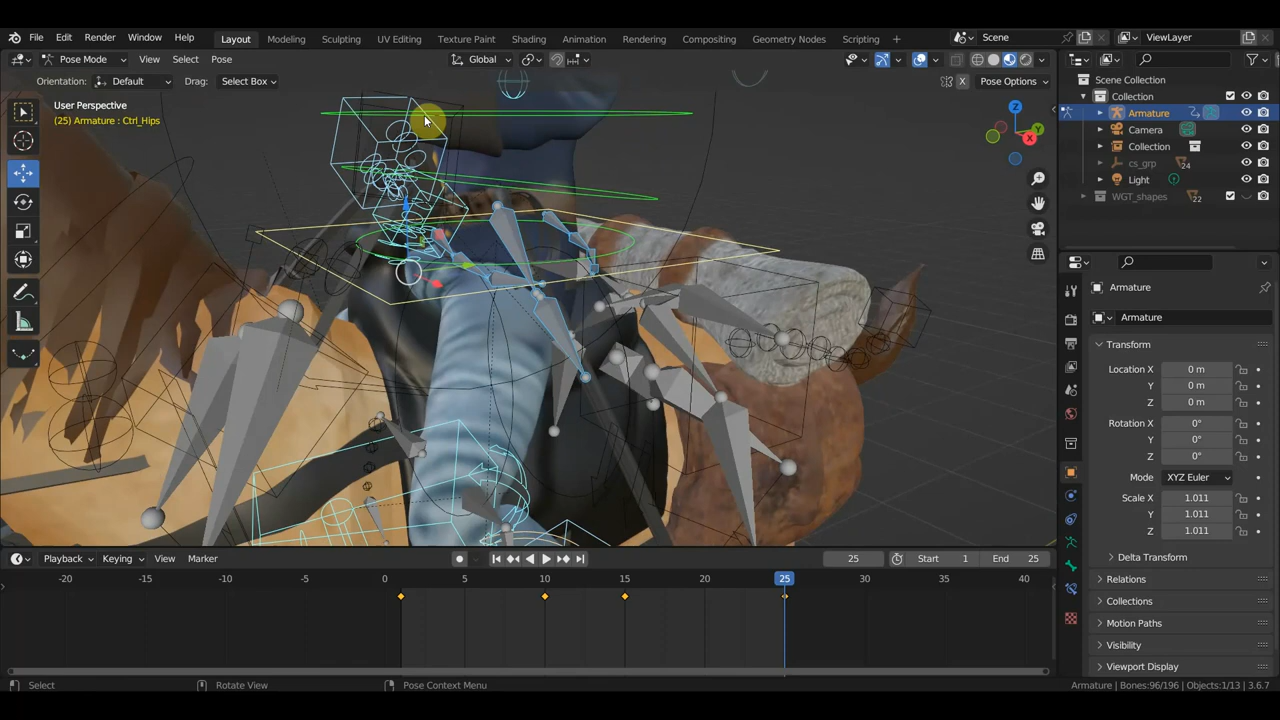 File Edit Render Window Help Layout Modeling Sculpting UV Editing Texture Paint Shading Animation Rendering Compositing Geometry Nodes Scripting + Scene ViewLayer
Pose Mode View Select Pose Global
Orientation: Default Drag: Select Box X Pose Options
User Perspective
(25) Armature : Ctrl_Hips
Z
Y
X
Scene Collection
Collection
Armature
Camera
Collection
cs_grp 24
Light
WGT_shapes 22
Armature
Armature
Transform
Location X 0 m
Y 0 m
Z 0 m
Rotation X 0°
Y 0°
Z 0°
Mode XYZ Euler
Scale X 1.011
Y 1.011
Z 1.011
Delta Transform
Relations
Collections
Motion Paths
Visibility
Viewport Display
Playback Keying View Marker 25 Start 1 End 25
-20 -15 -10 -5 0 5 10 15 20 25 30 35 40
Select Rotate View Pose Context Menu Armature | Bones:96/196 | Objects:1/13 | 3.6.7